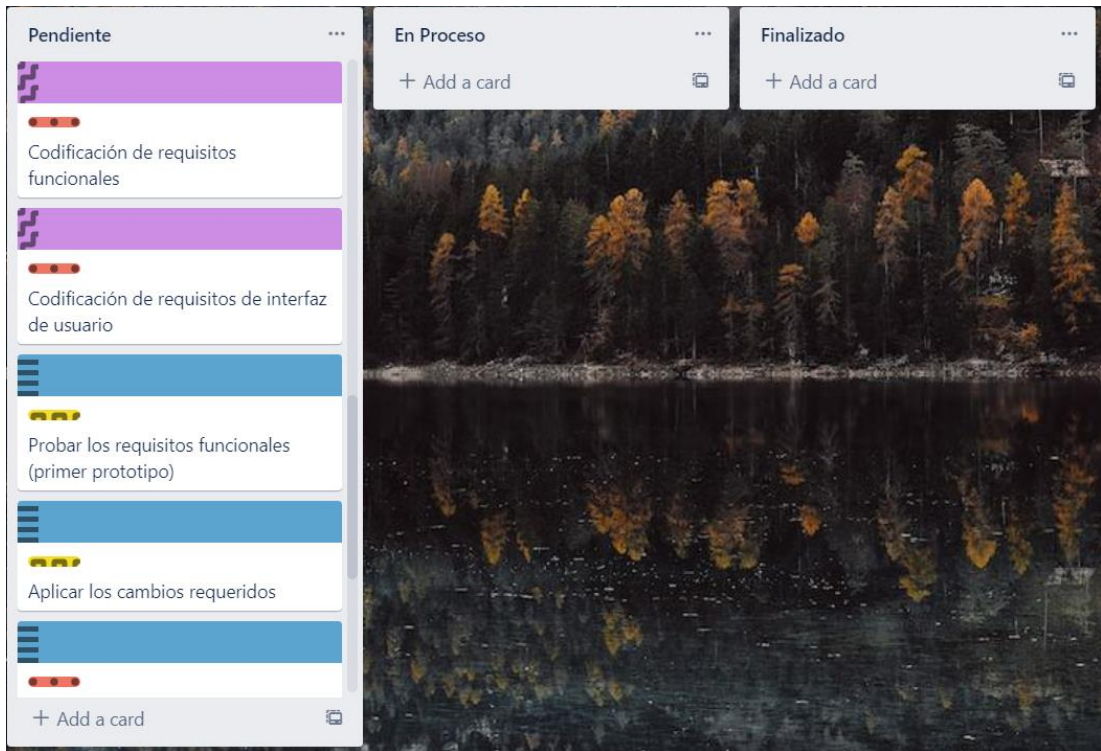 Pendiente
Codificación de requisitos
funcionales
Codificación de requisitos de interfaz
de usuario
Probar los requisitos funcionales
(primer prototipo)
Aplicar los cambios requeridos
+ Add a card
En Proceso
+ Add a card
Finalizado
+ Add a card